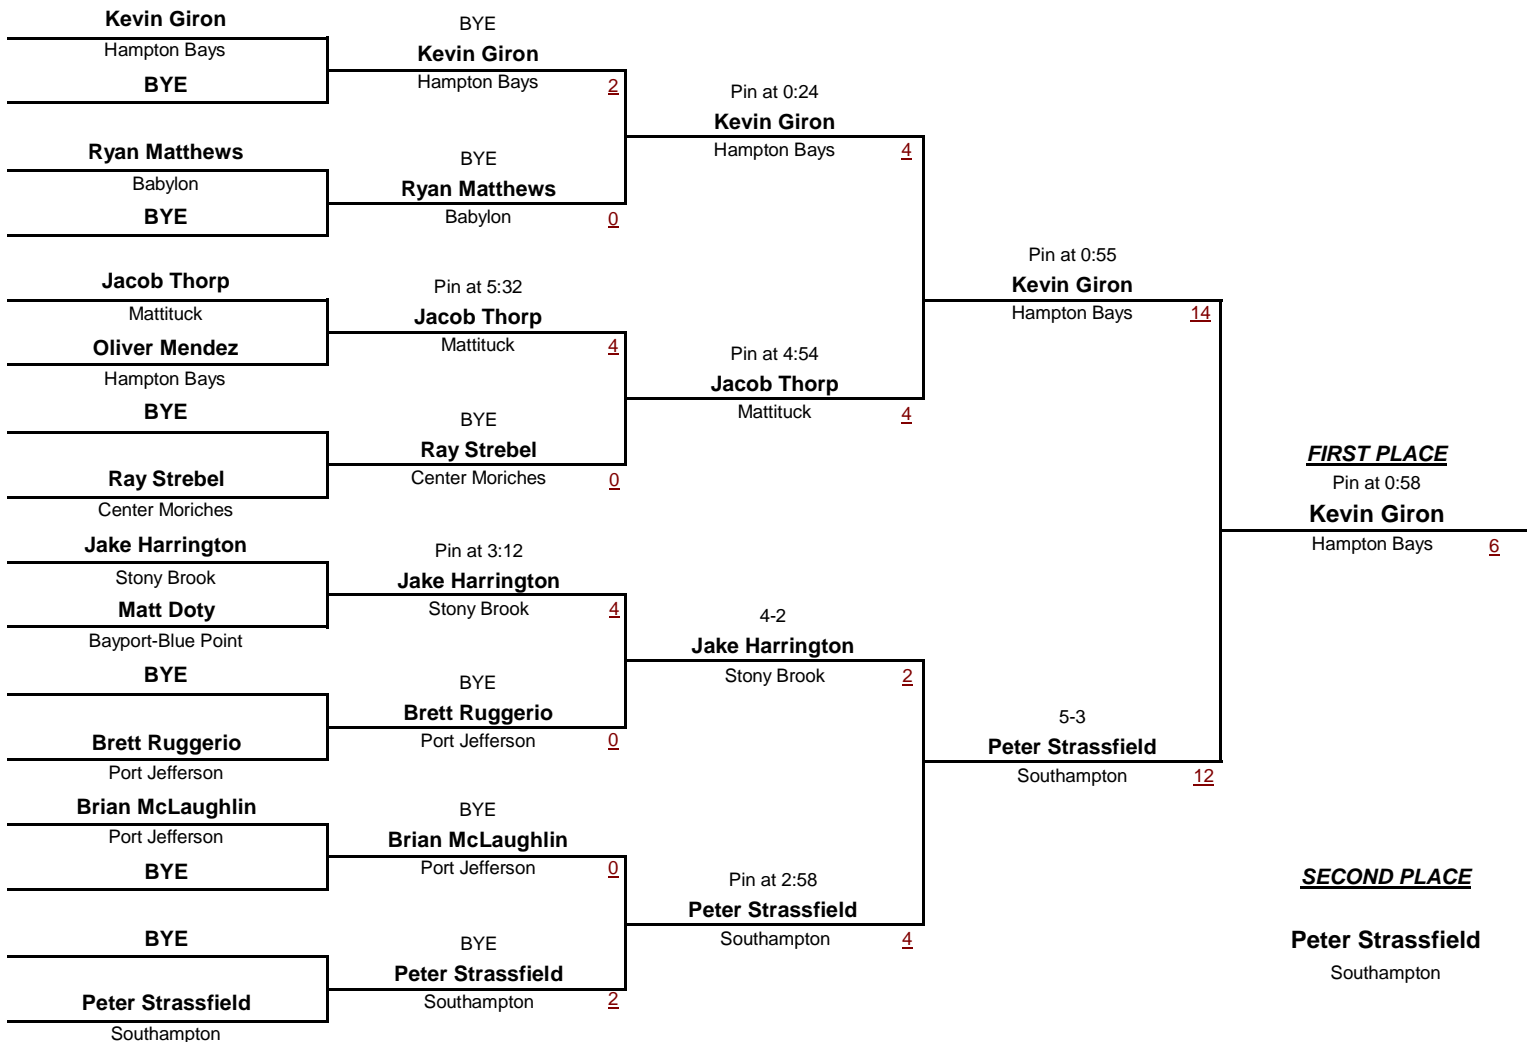 Kevin Giron
Hampton Bays
BYE
Ryan Matthews
Babylon
BYE
Jacob Thorp
Mattituck
Oliver Mendez
Hampton Bays
BYE
Ray Strebel
Center Moriches
Jake Harrington
Stony Brook
Matt Doty
Bayport-Blue Point
BYE
Brett Ruggerio
Port Jefferson
Brian McLaughlin
Port Jefferson
BYE
BYE
Peter Strassfield
Southampton
BYE
Kevin Giron
Hampton Bays 2
BYE
Ryan Matthews
Babylon 0
Pin at 5:32
Jacob Thorp
Mattituck 4
BYE
Ray Strebel
Center Moriches 0
Pin at 3:12
Jake Harrington
Stony Brook 4
BYE
Brett Ruggerio
Port Jefferson 0
BYE
Brian McLaughlin
Port Jefferson 0
BYE
Peter Strassfield
Southampton 2
Pin at 0:24
Kevin Giron
Hampton Bays 4
Pin at 4:54
Jacob Thorp
Mattituck 4
4-2
Jake Harrington
Stony Brook 2
Pin at 2:58
Peter Strassfield
Southampton 4
Pin at 0:55
Kevin Giron
Hampton Bays 14
5-3
Peter Strassfield
Southampton 12
FIRST PLACE
Pin at 0:58
Kevin Giron
Hampton Bays 6
SECOND PLACE
Peter Strassfield
Southampton